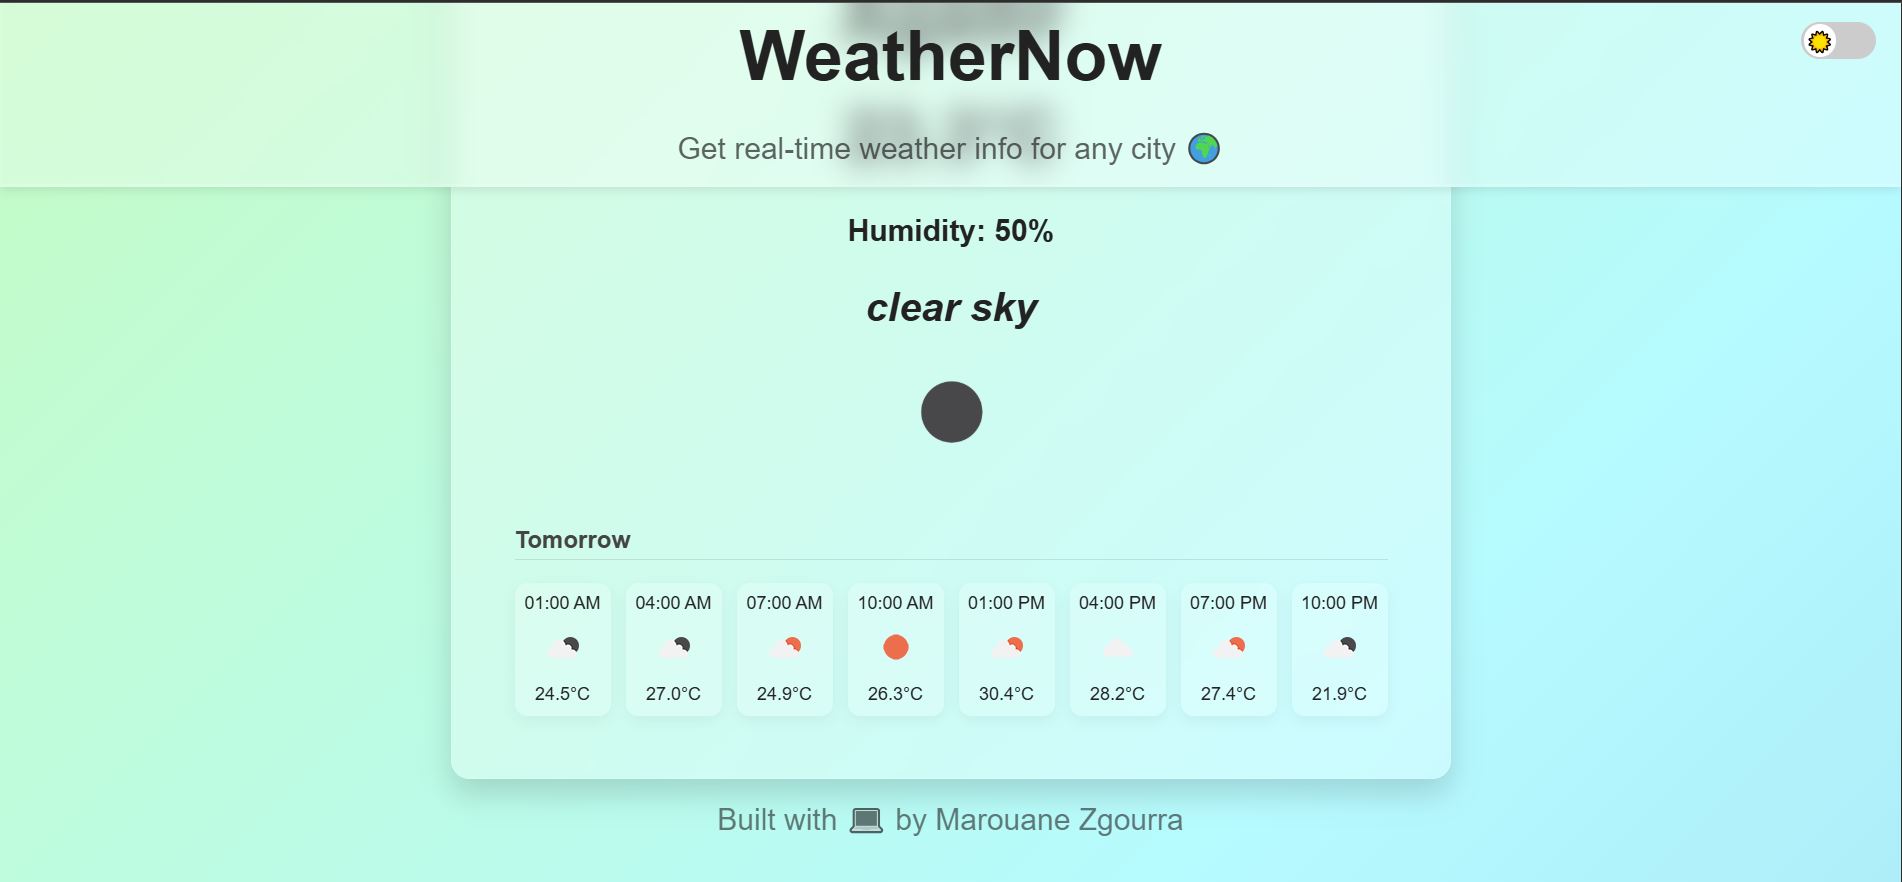 WeatherNow
Get real-time weather info for any city
Humidity: 50%
clear sky
Tomorrow
01:00 AM 04:00 AM 07:00 AM 10:00 AM 01:00 PM 04:00 PM 07:00 PM 10:00 PM
24.5°C 27.0°C 24.9°C 26.3°C 30.4°C 28.2°C 27.4°C 21.9°C
Built with 💻 by Marouane Zgourra